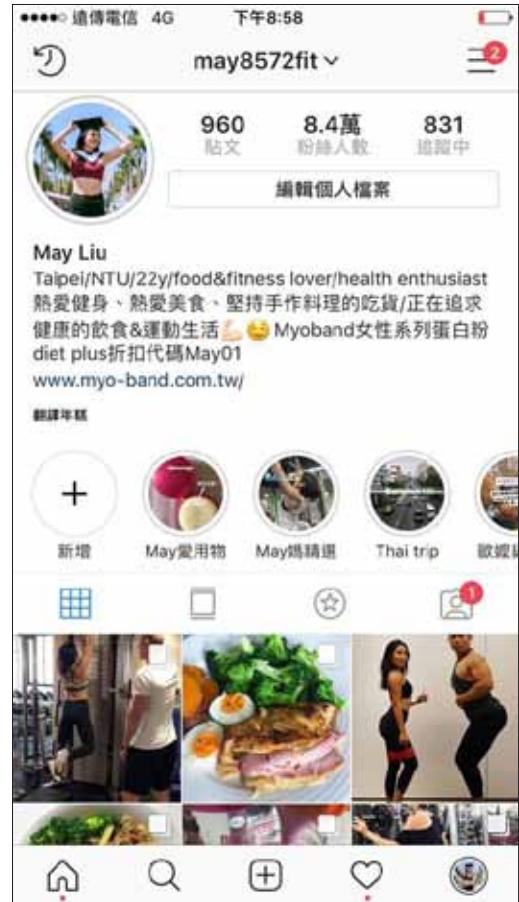 遠傳電信 4G 下午8:58
may8572fit
2
960 8.4萬 831
貼文 粉絲人數 追蹤中
編輯個人檔案
May Liu
Taipei/NTU/22y/food&fitness lover/health enthusiast
熱愛健身、熱愛美食、堅持手作料理的吃貨/正在追求
健康的飲食&運動生活💪🏻😋 Myoband女性系列蛋白粉
diet plus折扣代碼May01
www.myo-band.com.tw/
翻譯年糕
新增 May愛用物 May媽精選 Thai trip
1